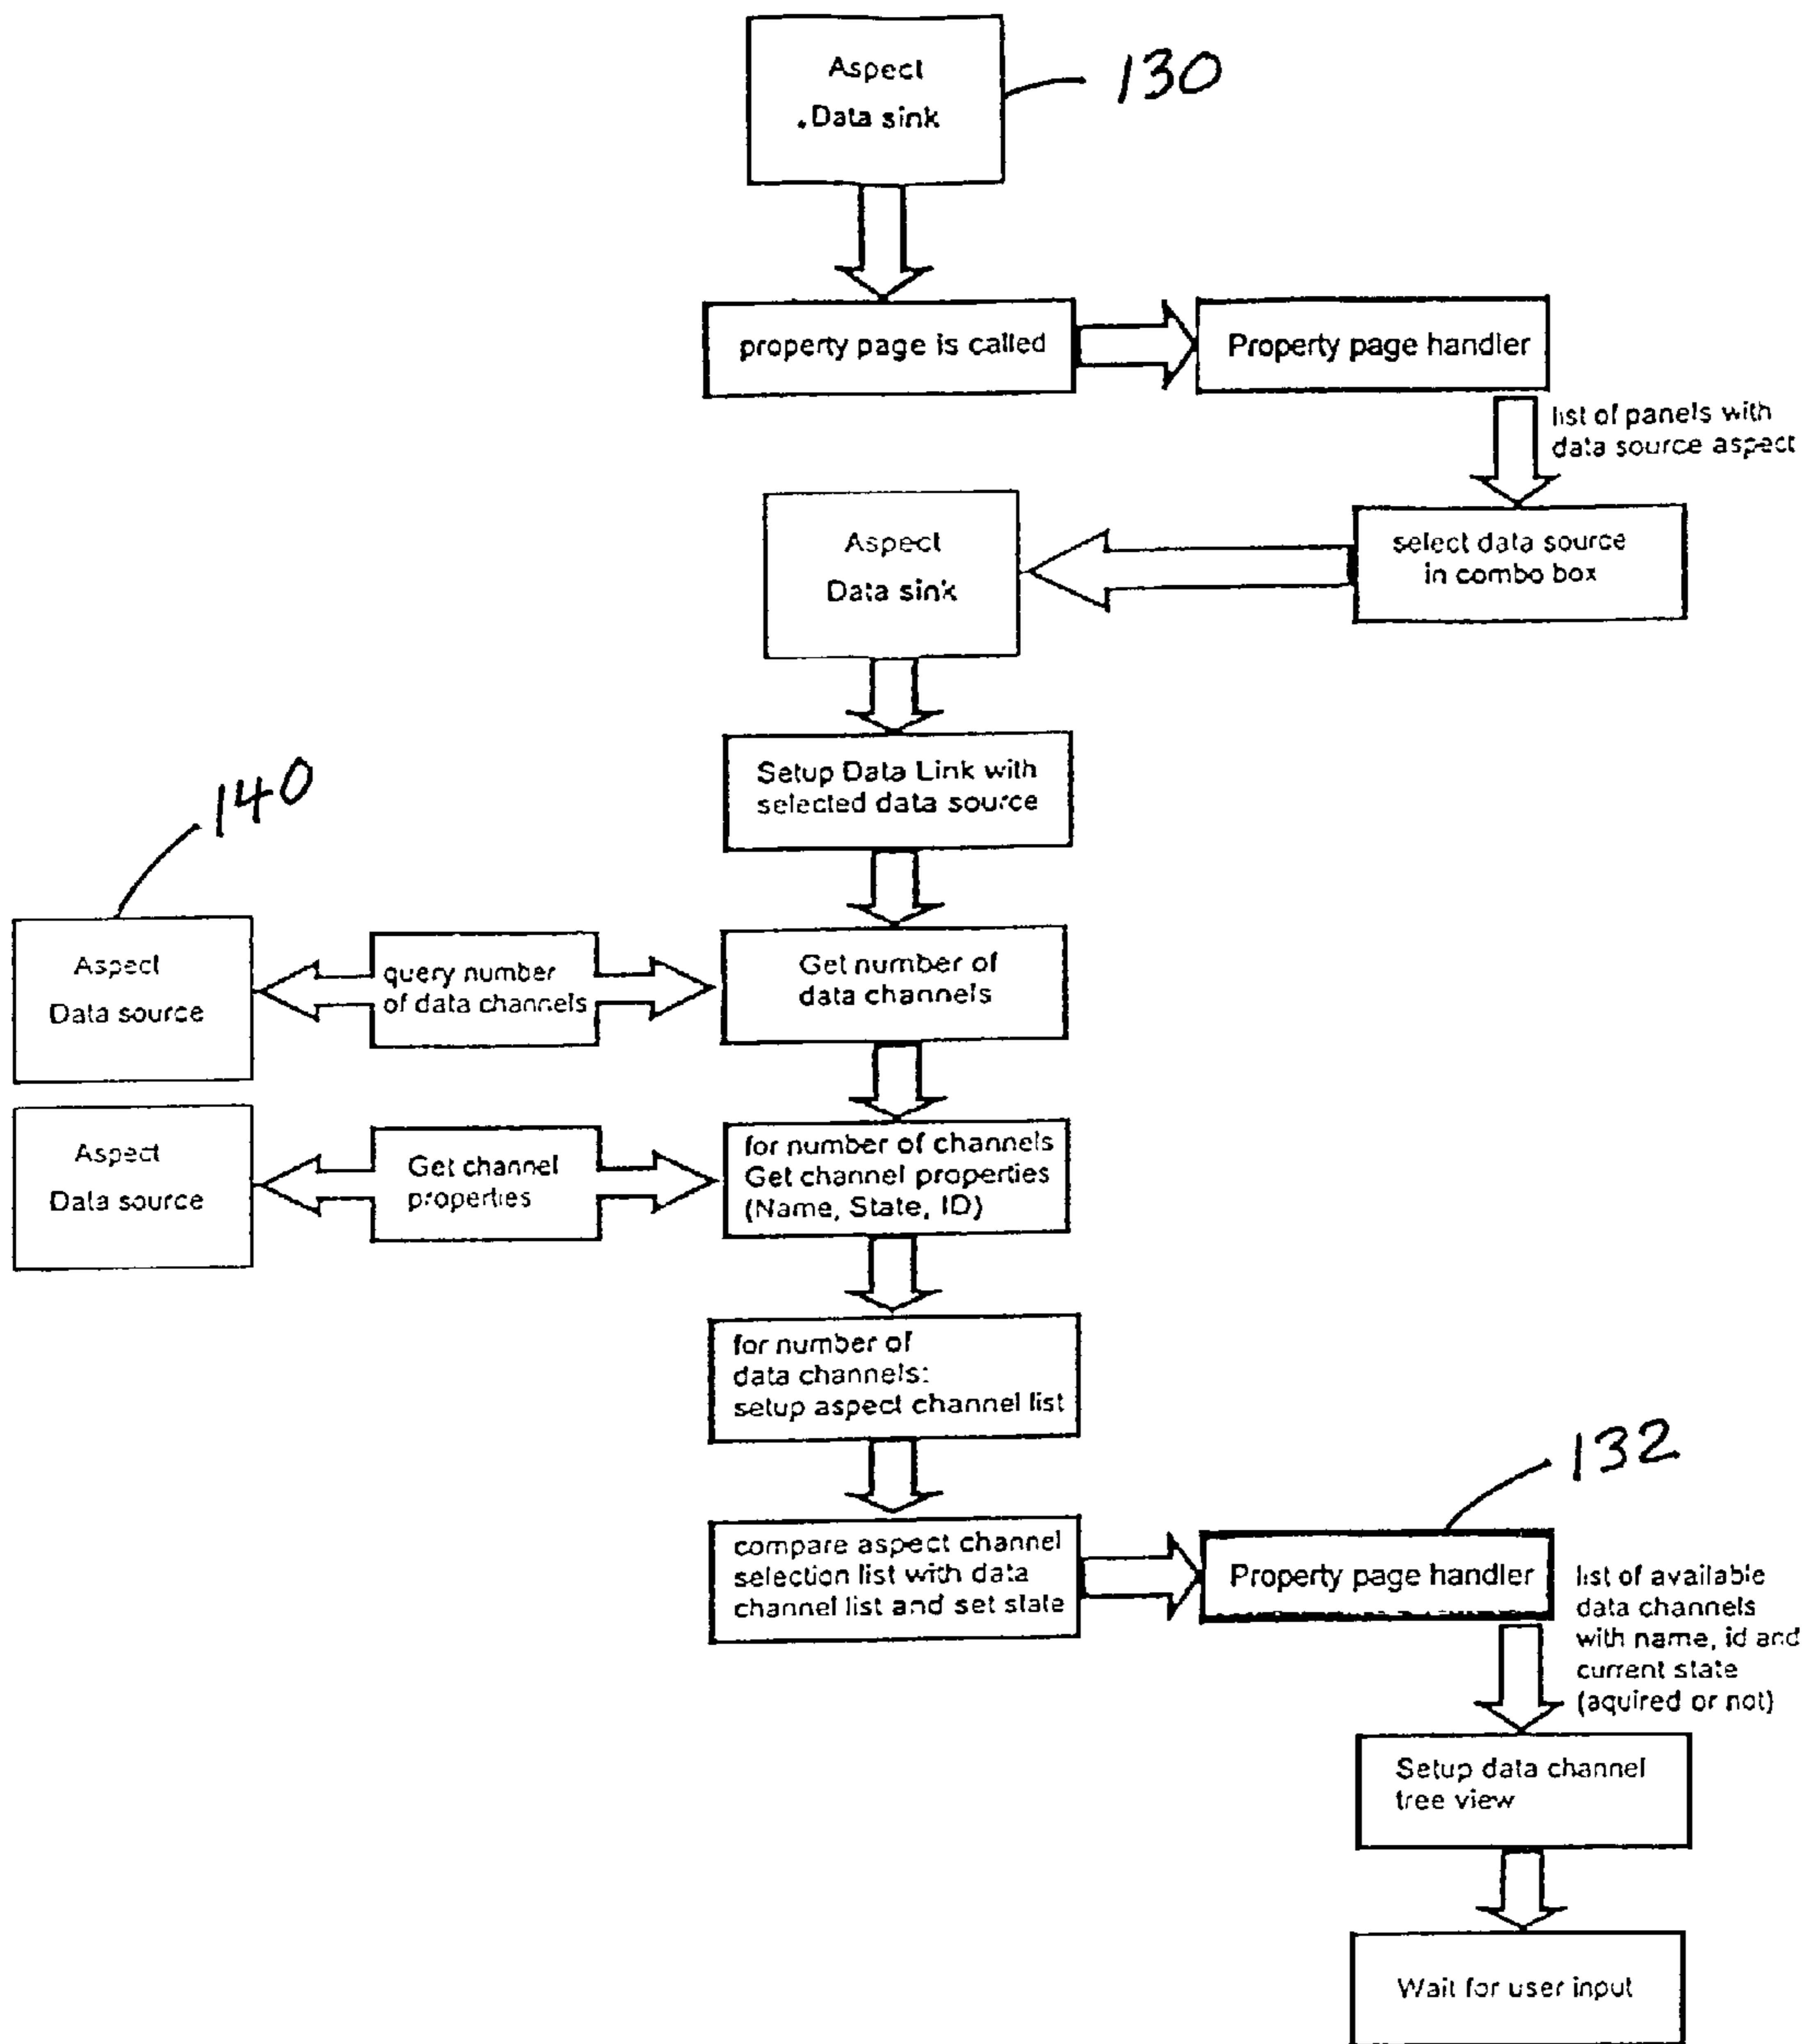 Aspect
Data sink
130
property page is called
Property page handler
list of panels with
data source aspect
Aspect
Data sink
select data source
in combo box
Setup Data Link with
selected data source
140
Aspect
Data source
query number
of data channels
Get number of
data channels
Aspect
Data source
Get channel
properties
for number of channels
Get channel properties
(Name, State, ID)
for number of
data channels:
setup aspect channel list
132
compare aspect channel
selection list with data
channel list and set state
Property page handler
list of available
data channels
with name, id and
current state
(aquired or not)
Setup data channel
tree view
Wait for user input